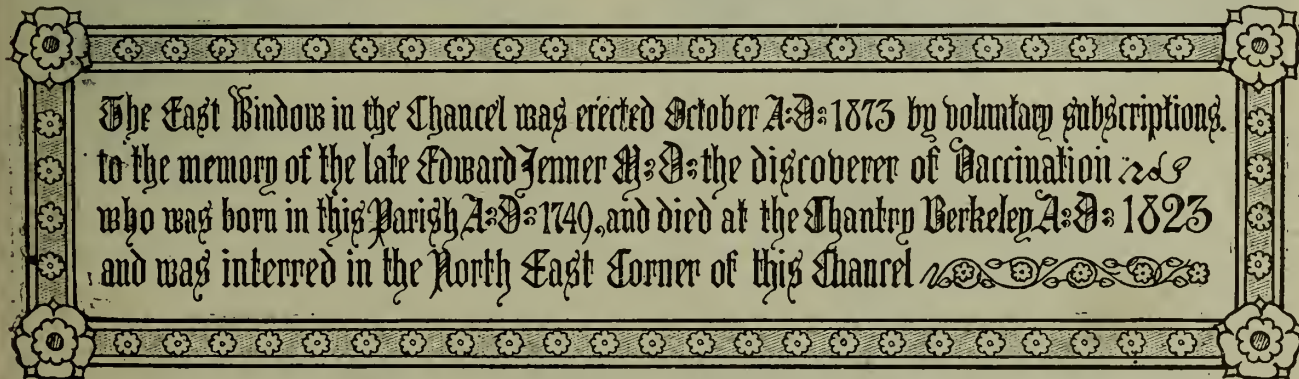 The East Window in the Chancel was erected October A:D: 1873 by voluntary subscriptions.
to the memory of the late Edward Jenner M:D: the discoverer of Vaccination
who was born in this Parish A:D: 1749, and died at the Chantry Berkeley A:D: 1823
and was interred in the North East Corner of this Chancel